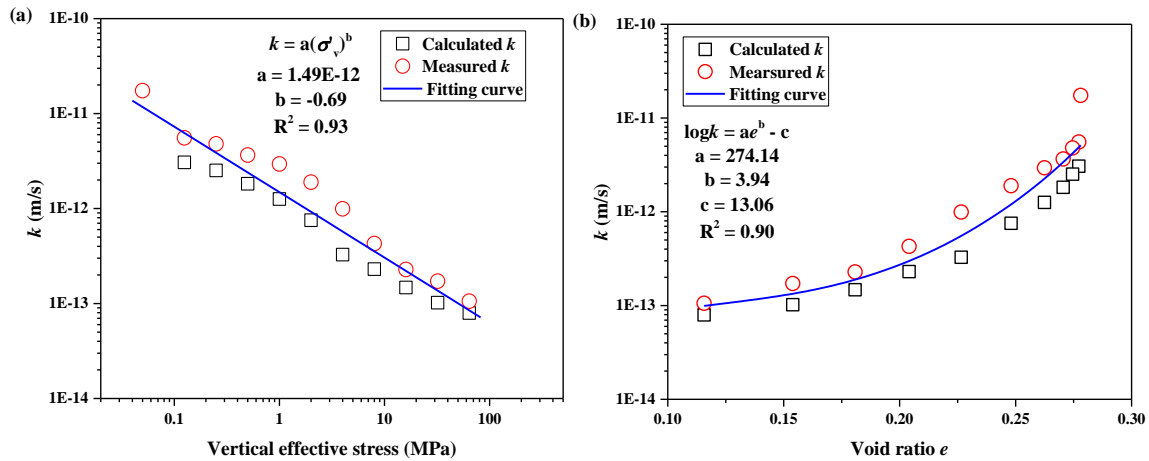 (a)
1E-10
1E-11
1E-12
1E-13
1E-14
k (m/s)
k = a(σ'v)^b
a = 1.49E-12
b = -0.69
R² = 0.93
Calculated k
Measured k
Fitting curve
0.1
1
10
100
Vertical effective stress (MPa)
(b)
1E-10
1E-11
1E-12
1E-13
1E-14
k (m/s)
Calculated k
Mearsured k
Fitting curve
logk = ae^b - c
a = 274.14
b = 3.94
c = 13.06
R² = 0.90
0.10
0.15
0.20
0.25
0.30
Void ratio e